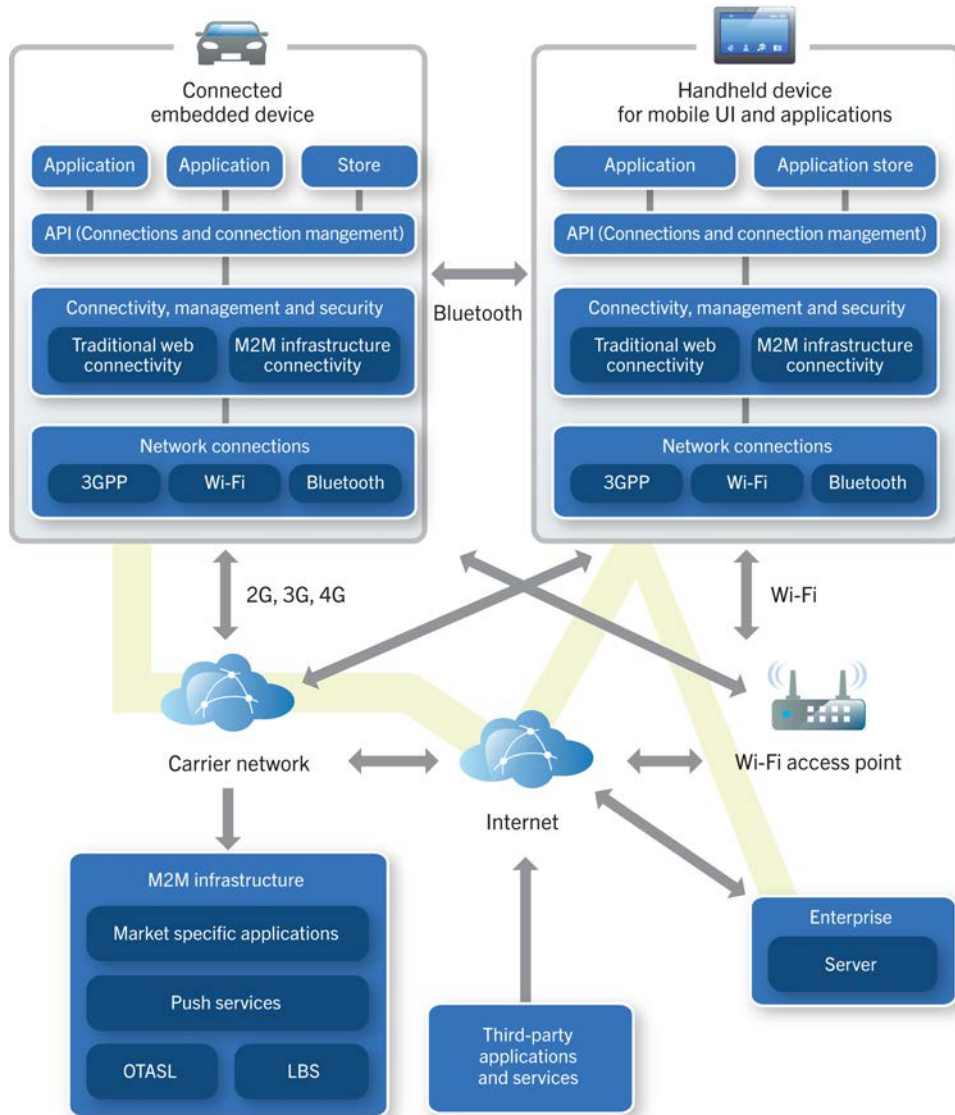 Connected
embedded device
Application
Application
Store
API (Connections and connection mangement)
Connectivity, management and security
Traditional web
connectivity
M2M infrastructure
connectivity
Network connections
3GPP
Wi-Fi
Bluetooth
Bluetooth
Handheld device
for mobile UI and applications
Application
Application store
API (Connections and connection mangement)
Connectivity, management and security
Traditional web
connectivity
M2M infrastructure
connectivity
Network connections
3GPP
Wi-Fi
Bluetooth
2G, 3G, 4G
Wi-Fi
Carrier network
Internet
Wi-Fi access point
M2M infrastructure
Market specific applications
Push services
OTASL
LBS
Third-party
applications
and services
Enterprise
Server